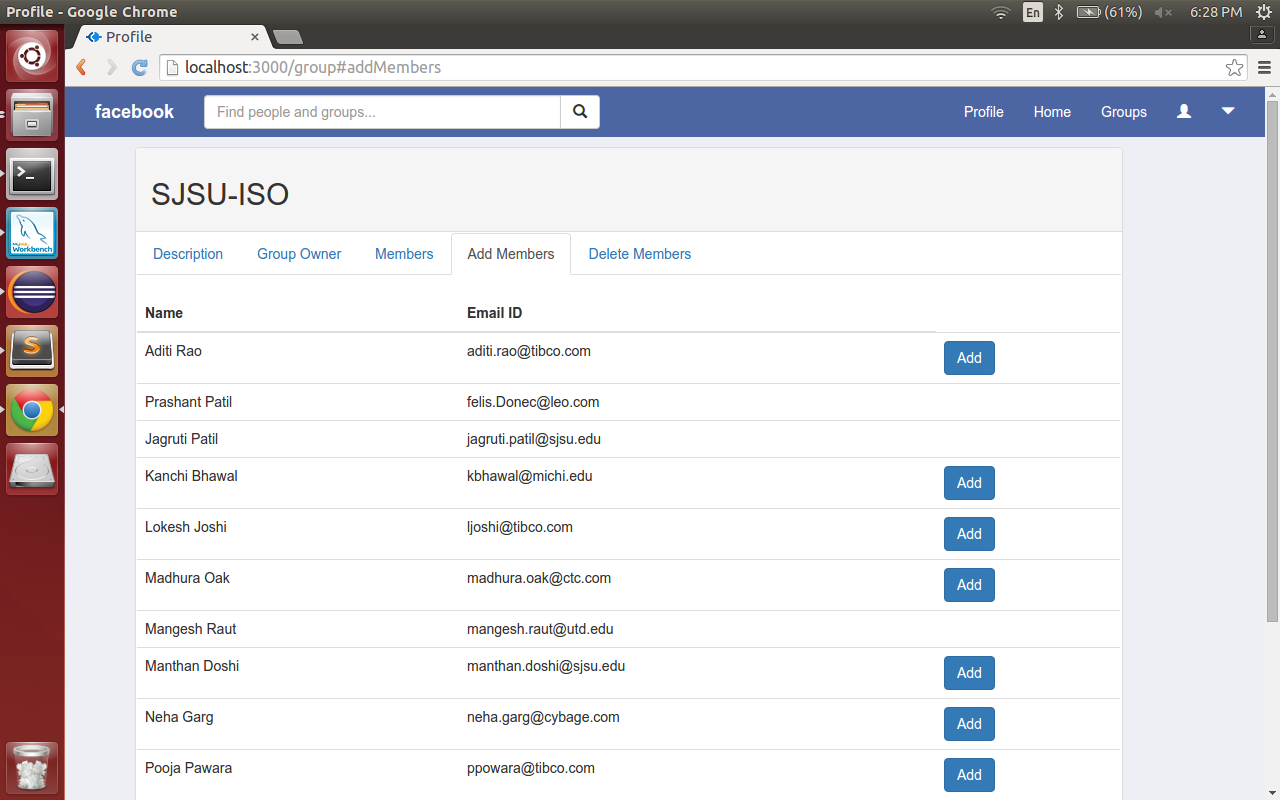 Profile - Google Chrome
En
(61%)
6:28 PM
Profile
localhost:3000/group#addMembers
facebook
Find people and groups...
Profile
Home
Groups
SJSU-ISO
Description
Group Owner
Members
Add Members
Delete Members
Name
Email ID
Aditi Rao
aditi.rao@tibco.com
Add
Prashant Patil
felis.Donec@leo.com
Jagruti Patil
jagruti.patil@sjsu.edu
Kanchi Bhawal
kbhawal@michi.edu
Add
Lokesh Joshi
ljoshi@tibco.com
Add
Madhura Oak
madhura.oak@ctc.com
Add
Mangesh Raut
mangesh.raut@utd.edu
Manthan Doshi
manthan.doshi@sjsu.edu
Add
Neha Garg
neha.garg@cybage.com
Add
Pooja Pawara
ppowara@tibco.com
Add
Workbench